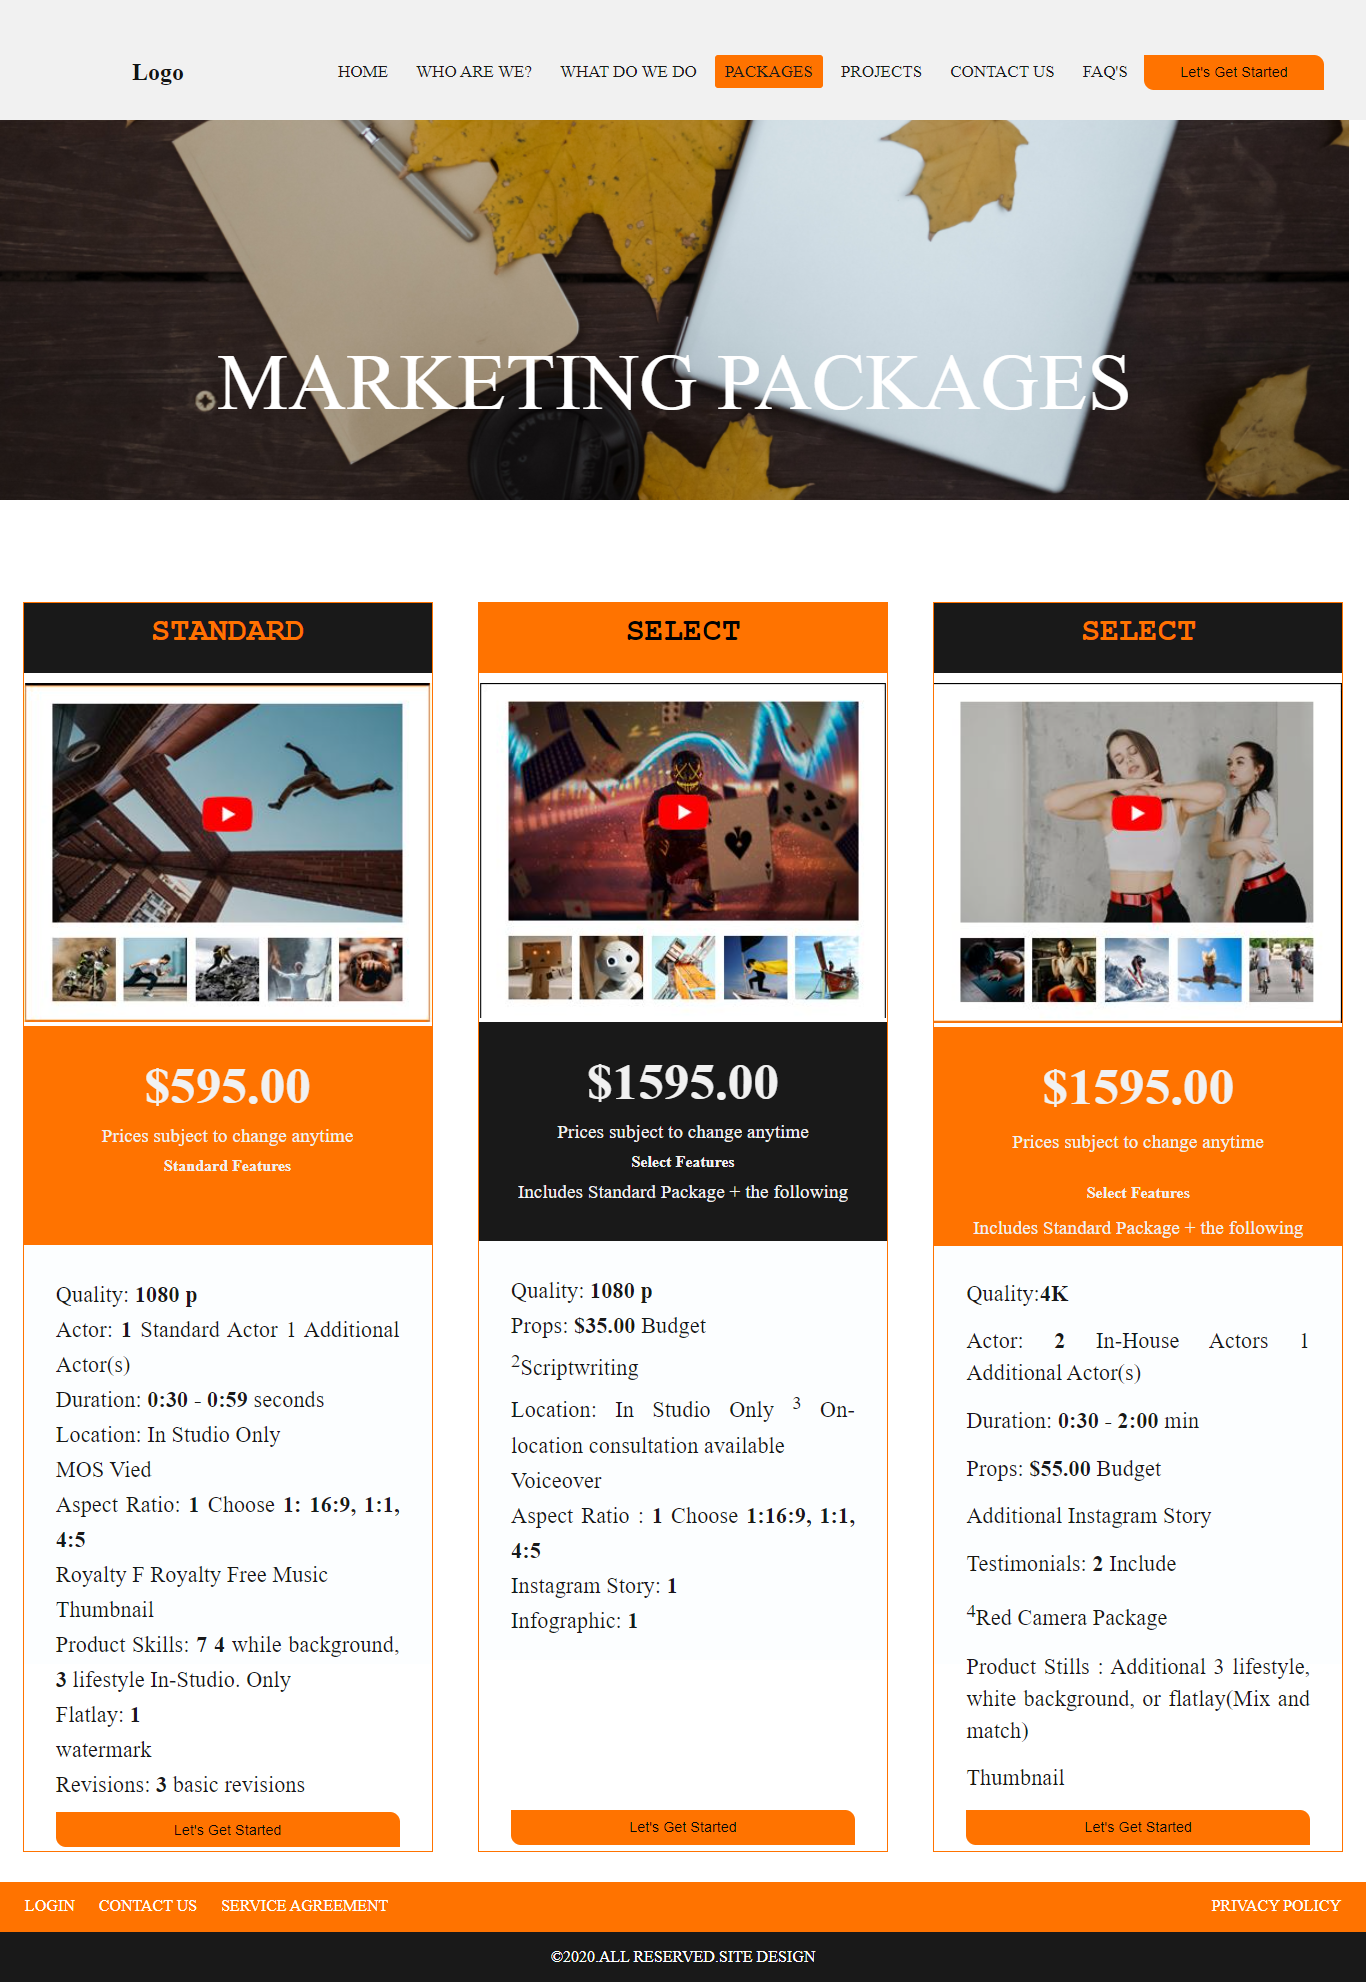 Logo
HOME WHO ARE WE? WHAT DO WE DO PACKAGES PROJECTS CONTACT US FAQ'S Let's Get Started
MARKETING PACKAGES
STANDARD
$595.00
Prices subject to change anytime
Standard Features
Quality: 1080 p
Actor: 1 Standard Actor 1 Additional
Actor(s)
Duration: 0:30 - 0:59 seconds
Location: In Studio Only
MOS Vied
Aspect Ratio: 1 Choose 1: 16:9, 1:1,
4:5
Royalty F Royalty Free Music
Thumbnail
Product Skills: 7 4 while background,
3 lifestyle In-Studio. Only
Flatlay: 1
watermark
Revisions: 3 basic revisions
Let's Get Started
SELECT
$1595.00
Prices subject to change anytime
Select Features
Includes Standard Package + the following
Quality: 1080 p
Props: $35.00 Budget
2Scriptwriting
Location: In Studio Only 3 On-
location consultation available
Voiceover
Aspect Ratio : 1 Choose 1:16:9, 1:1,
4:5
Instagram Story: 1
Infographic: 1
Let's Get Started
SELECT
$1595.00
Prices subject to change anytime
Select Features
Includes Standard Package + the following
Quality:4K
Actor: 2 In-House Actors 1
Additional Actor(s)
Duration: 0:30 - 2:00 min
Props: $55.00 Budget
Additional Instagram Story
Testimonials: 2 Include
4Red Camera Package
Product Stills : Additional 3 lifestyle,
white background, or flatlay(Mix and
match)
Thumbnail
Let's Get Started
LOGIN CONTACT US SERVICE AGREEMENT PRIVACY POLICY
©2020.ALL RESERVED.SITE DESIGN